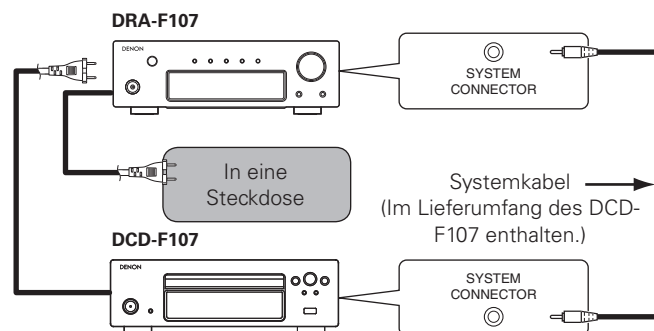 DRA-F107
DENON
SYSTEM
CONNECTOR
In eine
Steckdose
Systemkabel
(Im Lieferumfang des DCD-
F107 enthalten.)
DCD-F107
DENON
SYSTEM
CONNECTOR